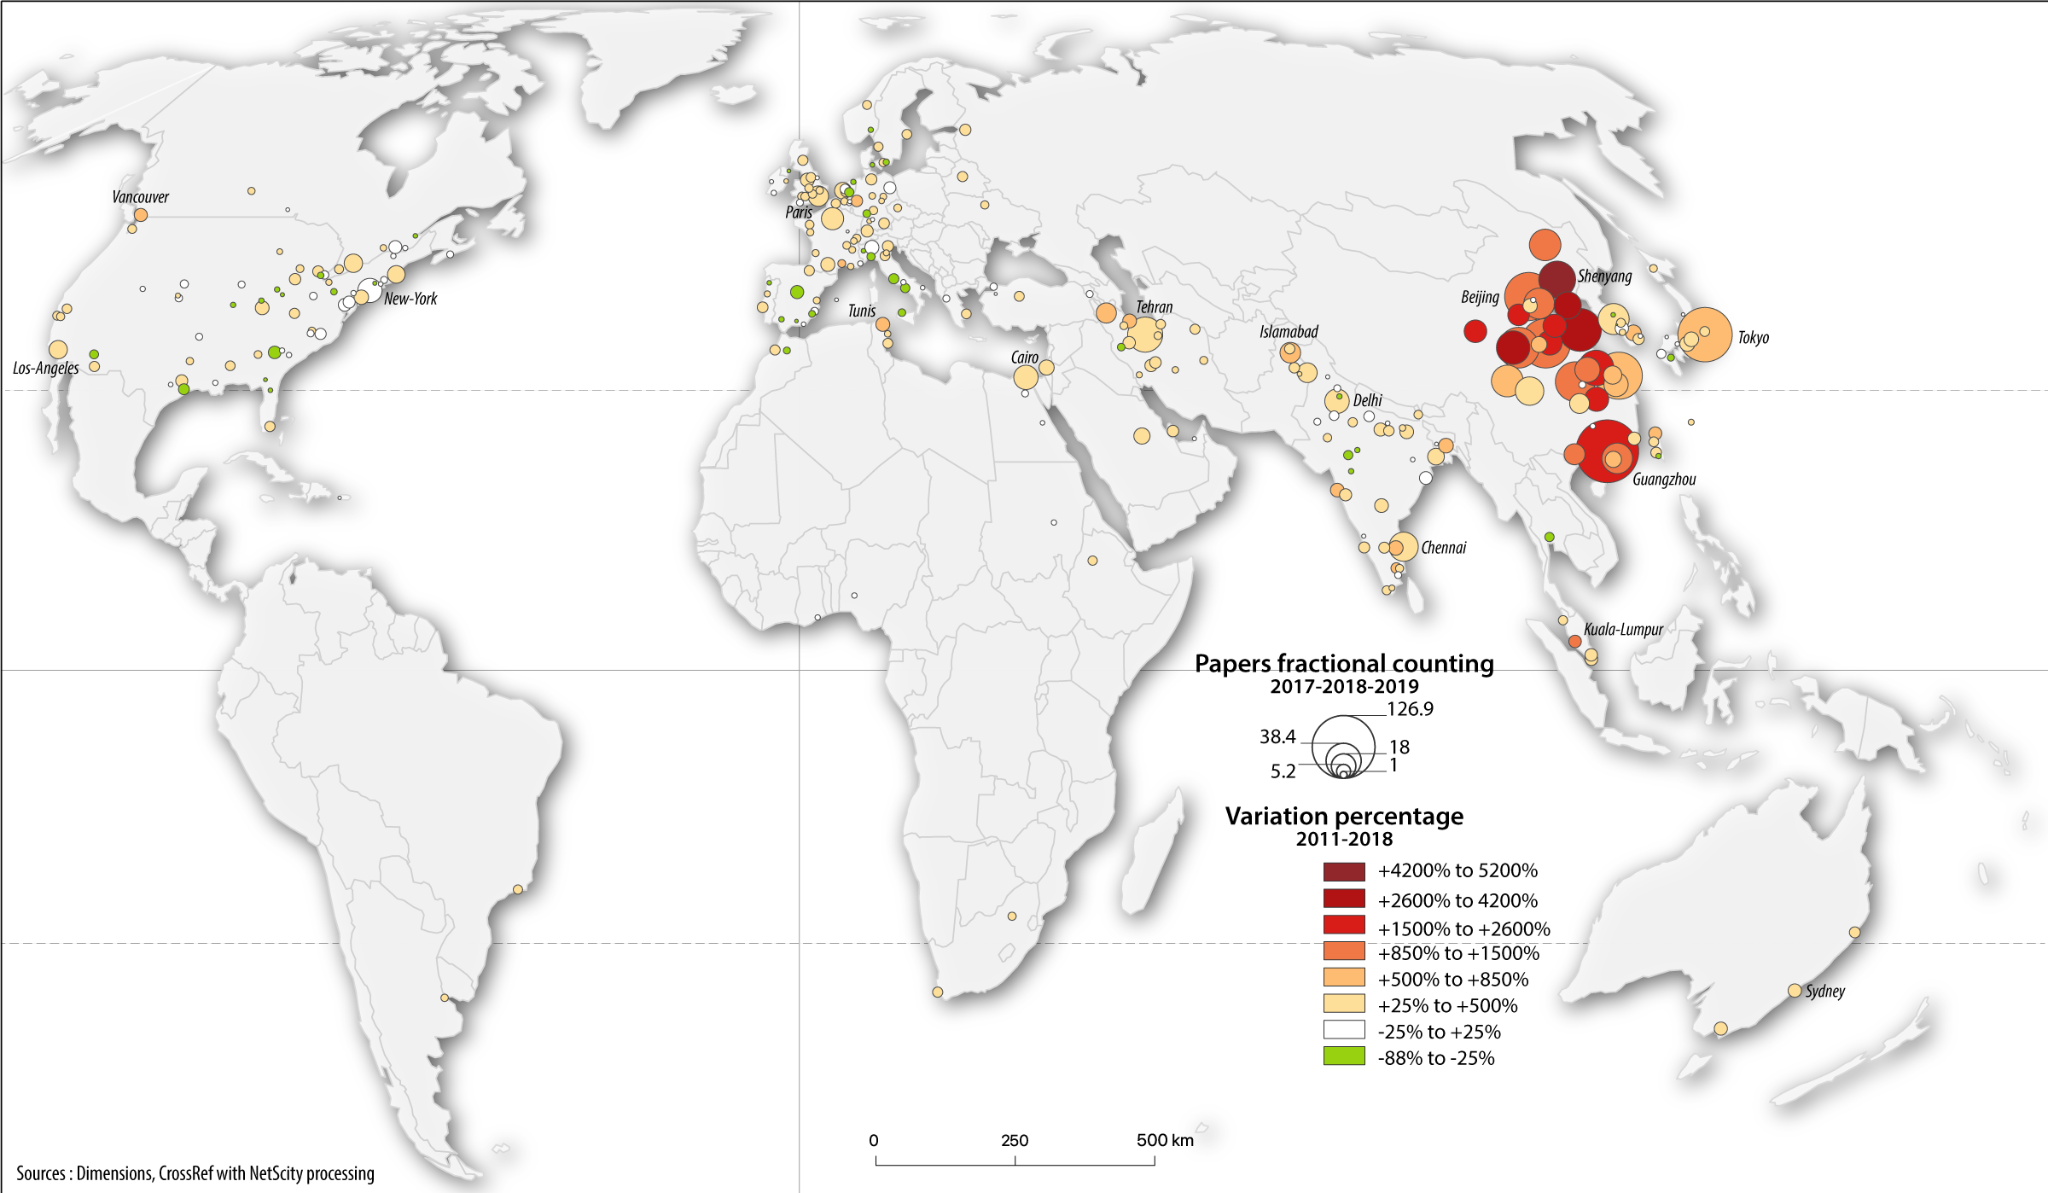 Vancouver
Paris
Shenyang
Beijing
New-York
Tunis
Tehran
Islamabad
Tokyo
Los-Angeles
Cairo
Delhi
Guangzhou
Chennai
Kuala-Lumpur
Papers fractional counting
2017-2018-2019
126.9
38.4
18
5.2
1
Variation percentage
2011-2018
+4200% to 5200%
+2600% to 4200%
+1500% to +2600%
+850% to +1500%
+500% to +850%
+25% to +500%
-25% to +25%
-88% to -25%
Sydney
0 250 500 km
Sources : Dimensions, CrossRef with NetScity processing